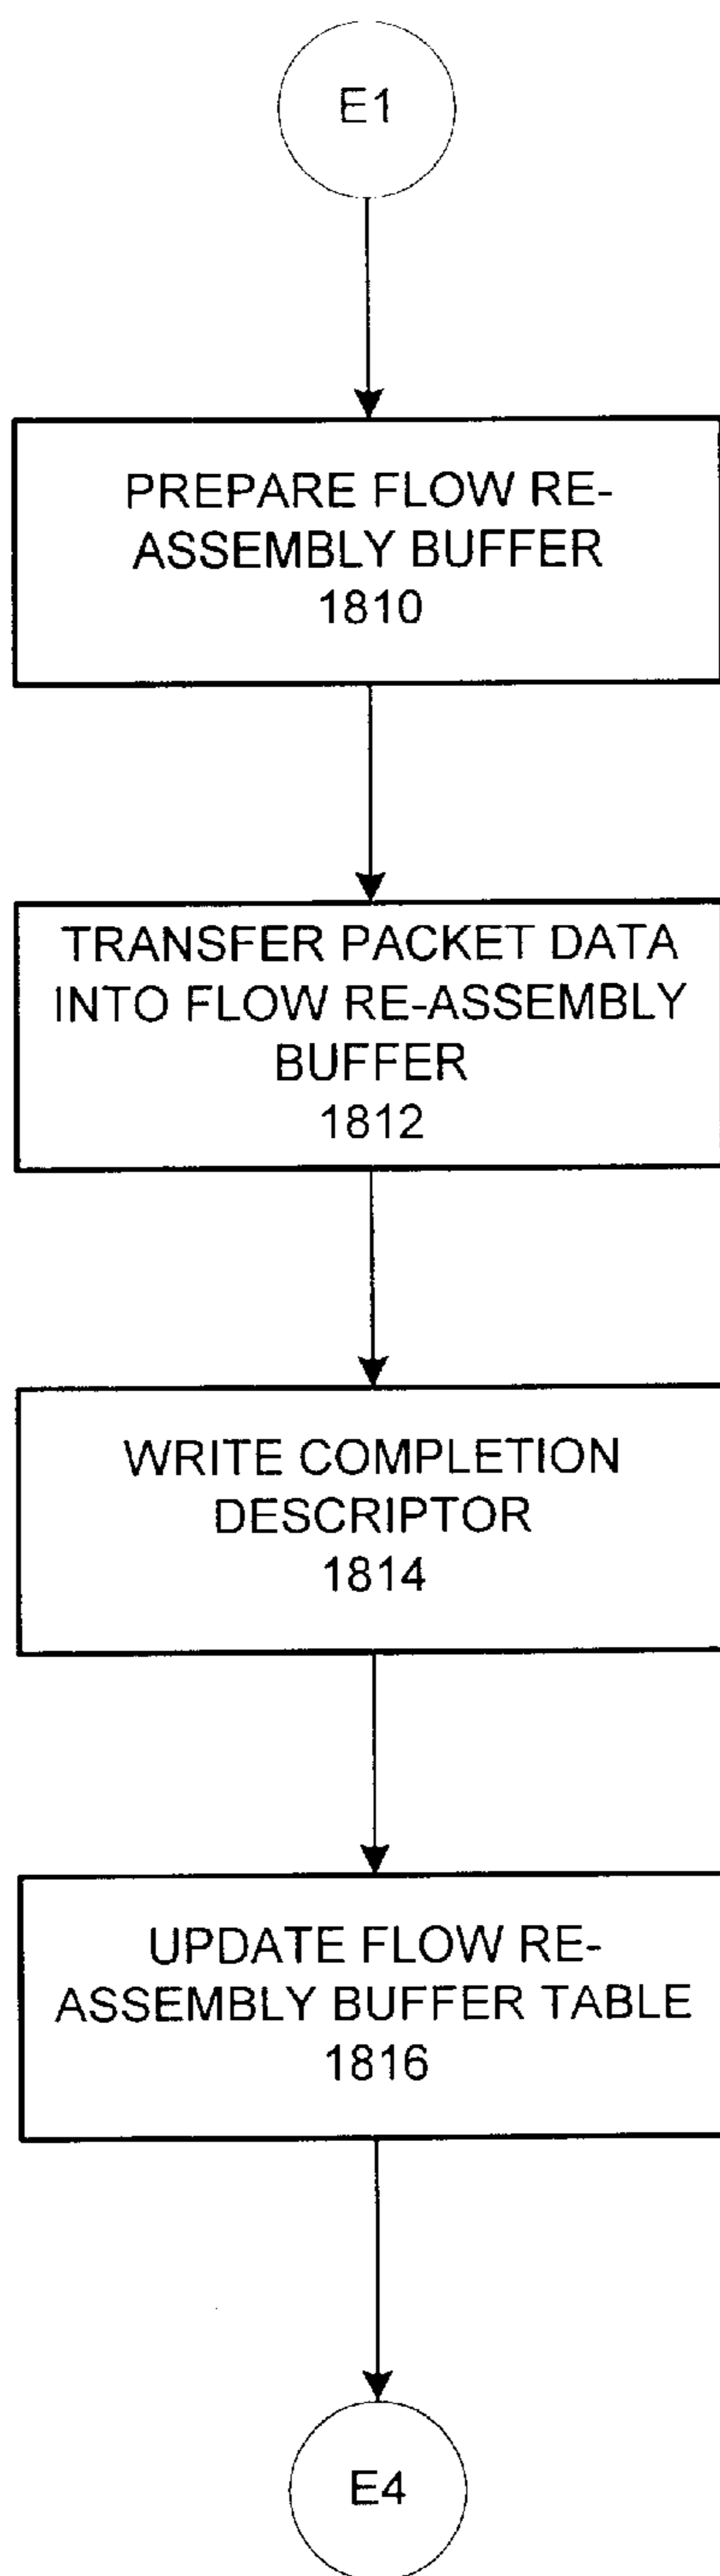 E1
PREPARE FLOW RE-
ASSEMBLY BUFFER
1810
TRANSFER PACKET DATA
INTO FLOW RE-ASSEMBLY
BUFFER
1812
WRITE COMPLETION
DESCRIPTOR
1814
UPDATE FLOW RE-
ASSEMBLY BUFFER TABLE
1816
E4